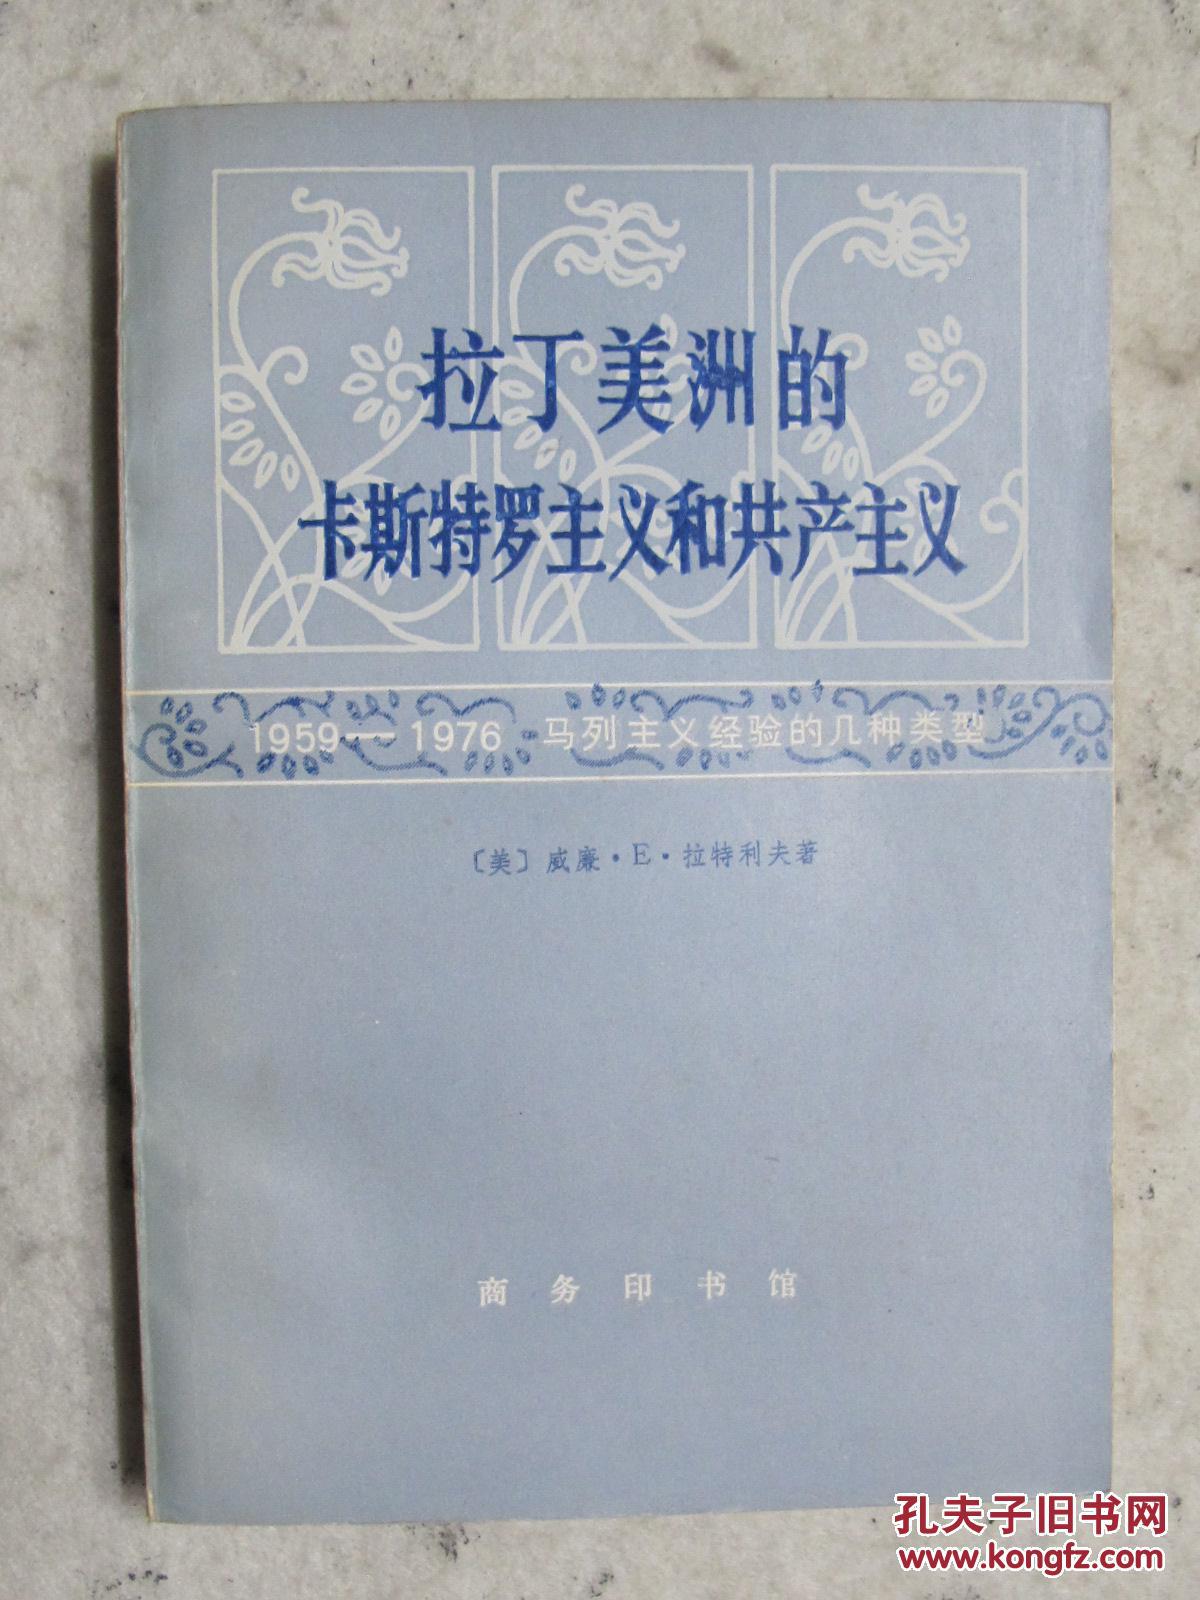 拉丁美洲的
卡斯特罗主义和共产主义
1959—1976 马列主义经验的几种类型
〔美〕威廉·E·拉特利夫著
商务印书馆
孔夫子旧书网
www.kongfz.com